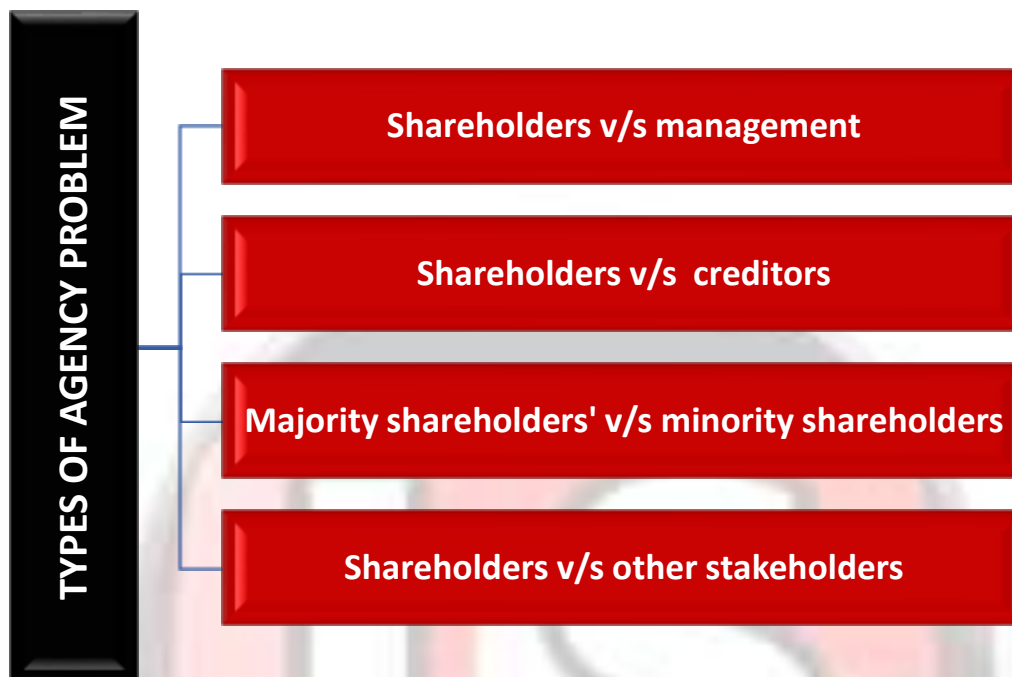 TYPES OF AGENCY PROBLEM
Shareholders v/s management
Shareholders v/s  creditors
Majority shareholders' v/s minority shareholders
Shareholders v/s other stakeholders